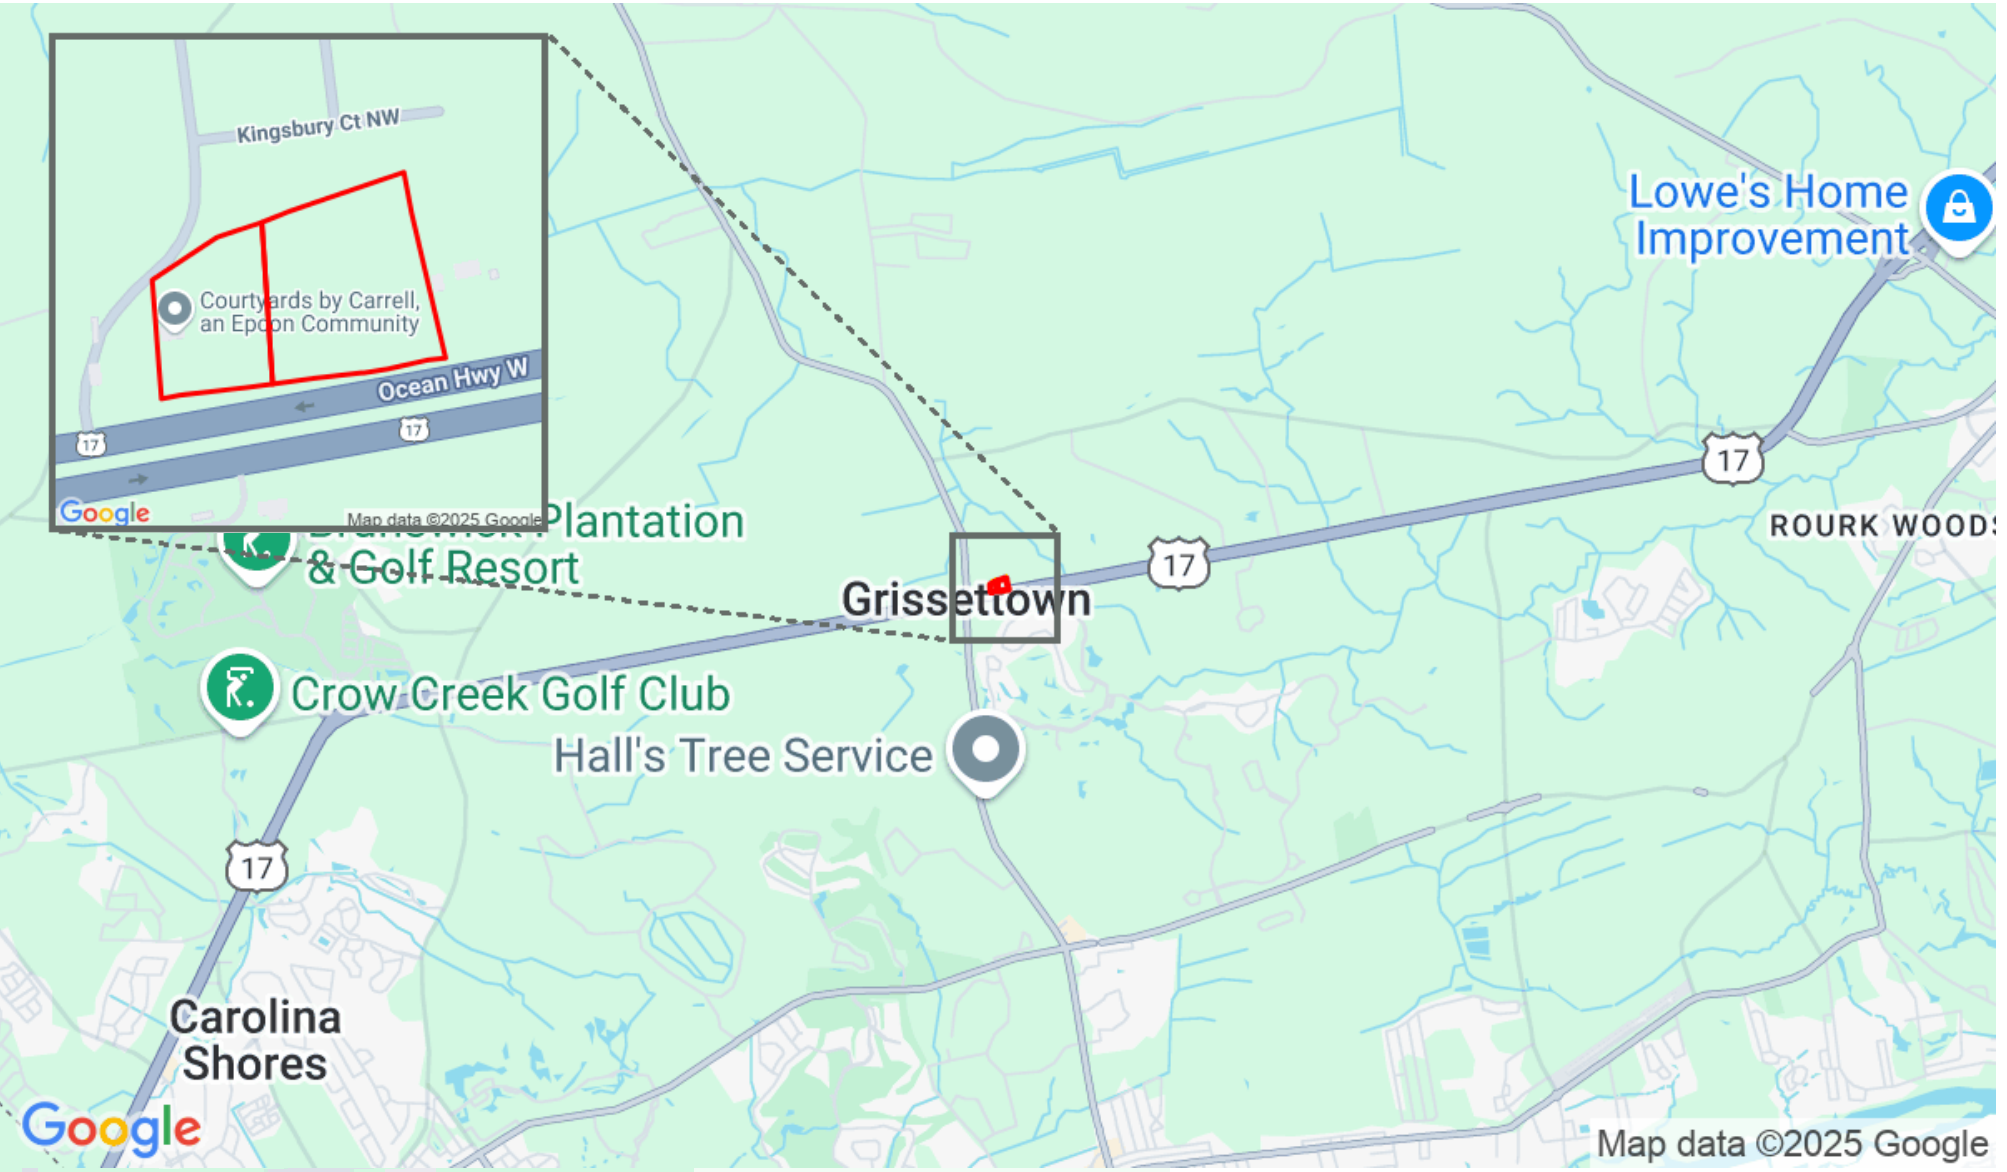 Kingsbury Ct NW
Courtyards by Carrell,
an Epcon Community
Ocean Hwy W
17
17
Google
Map data ©2025 Google
Lowe's Home
Improvement
17
ROURK WOODS
Plantation
& Golf Resort
17
Grissettown
Crow Creek Golf Club
Hall's Tree Service
17
Carolina
Shores
Google
Map data ©2025 Google